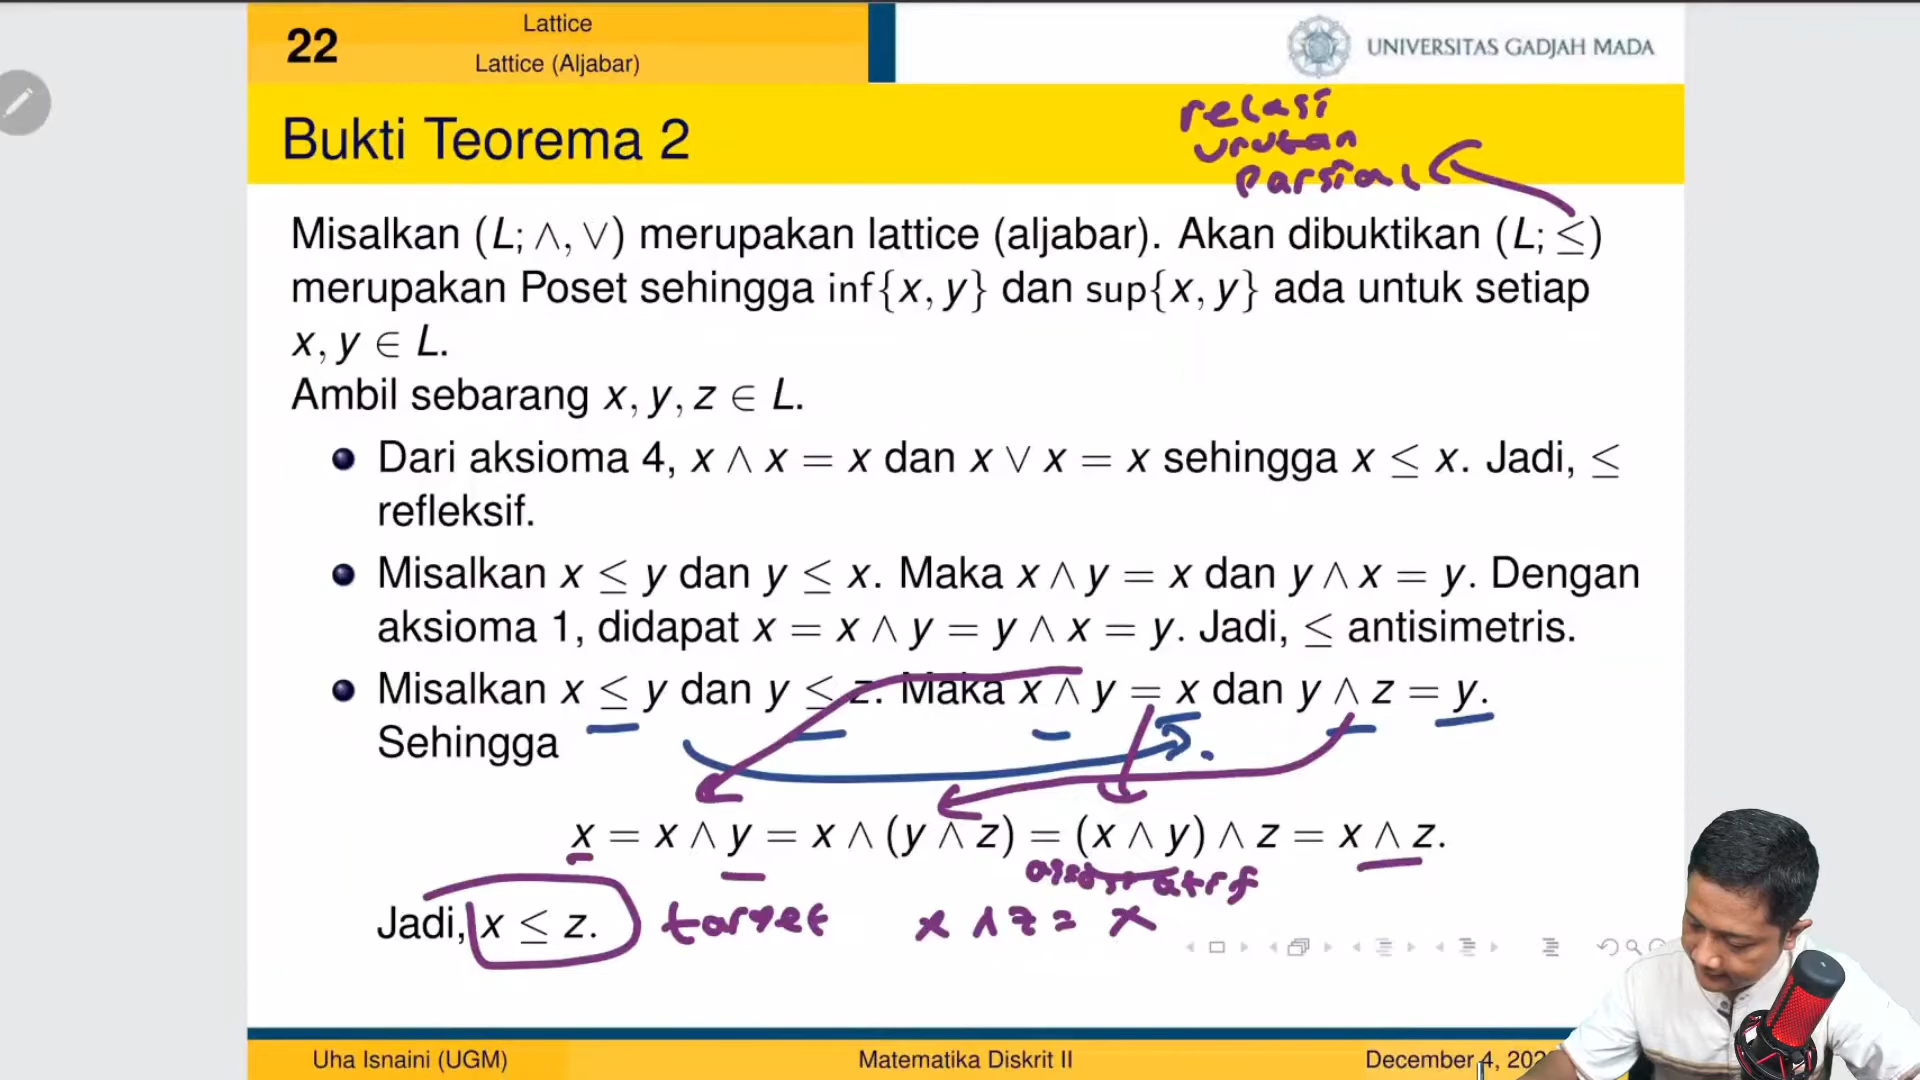 22
Lattice
Lattice (Aljabar)
UNIVERSITAS GADJAH MADA
Bukti Teorema 2
relasi
urutan
parsial
Misalkan (L; ∧, ∨) merupakan lattice (aljabar). Akan dibuktikan (L; ≤)
merupakan Poset sehingga inf{x, y} dan sup{x, y} ada untuk setiap
x, y ∈ L.
Ambil sebarang x, y, z ∈ L.
Dari aksioma 4, x ∧ x = x dan x ∨ x = x sehingga x ≤ x. Jadi, ≤
refleksif.
Misalkan x ≤ y dan y ≤ x. Maka x ∧ y = x dan y ∧ x = y. Dengan
aksioma 1, didapat x = x ∧ y = y ∧ x = y. Jadi, ≤ antisimetris.
Misalkan x ≤ y dan y ≤ z. Maka x ∧ y = x dan y ∧ z = y.
Sehingga
x = x ∧ y = x ∧ (y ∧ z) = (x ∧ y) ∧ z = x ∧ z.
Jadi, x ≤ z. target x ∧ z = x
Uha Isnaini (UGM) Matematika Diskrit II December 4,